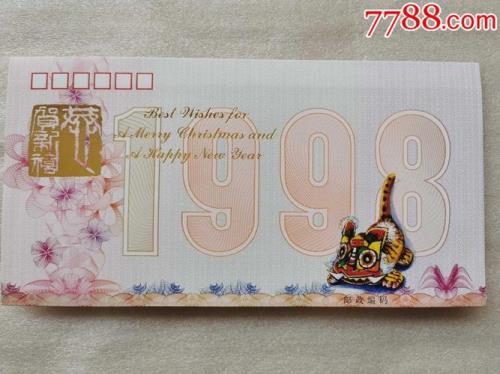 7788.com
恭贺新禧
Best Wishes for
A Merry Christmas and
A Happy New Year
1998
邮政编码